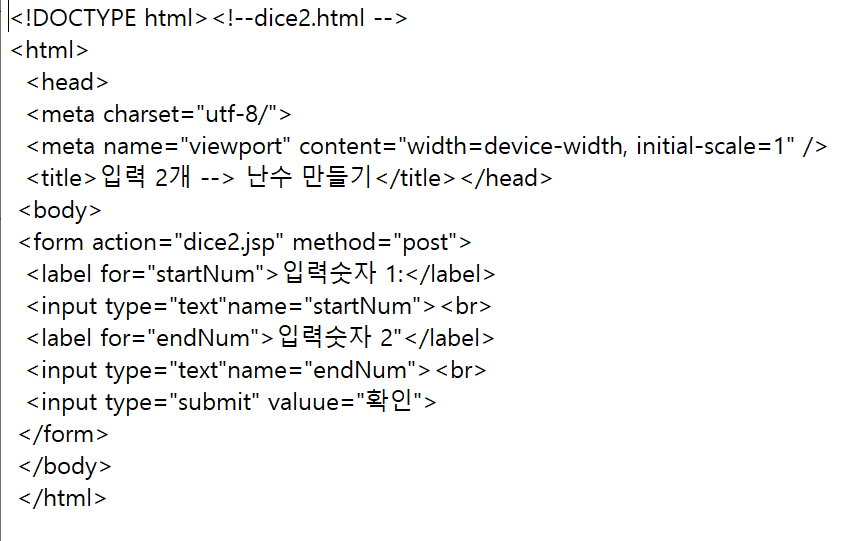 <!DOCTYPE html><!--dice2.html -->
<html>
<head>
<meta charset="utf-8/">
<meta name="viewport" content="width=device-width, initial-scale=1" />
<title>입력 2개 --> 난수 만들기</title></head>
<body>
<form action="dice2.jsp" method="post">
<label for="startNum">입력숫자 1:</label>
<input type="text"name="startNum"><br>
<label for="endNum">입력숫자 2"</label>
<input type="text"name="endNum"><br>
<input type="submit" valuue="확인">
</form>
</body>
</html>